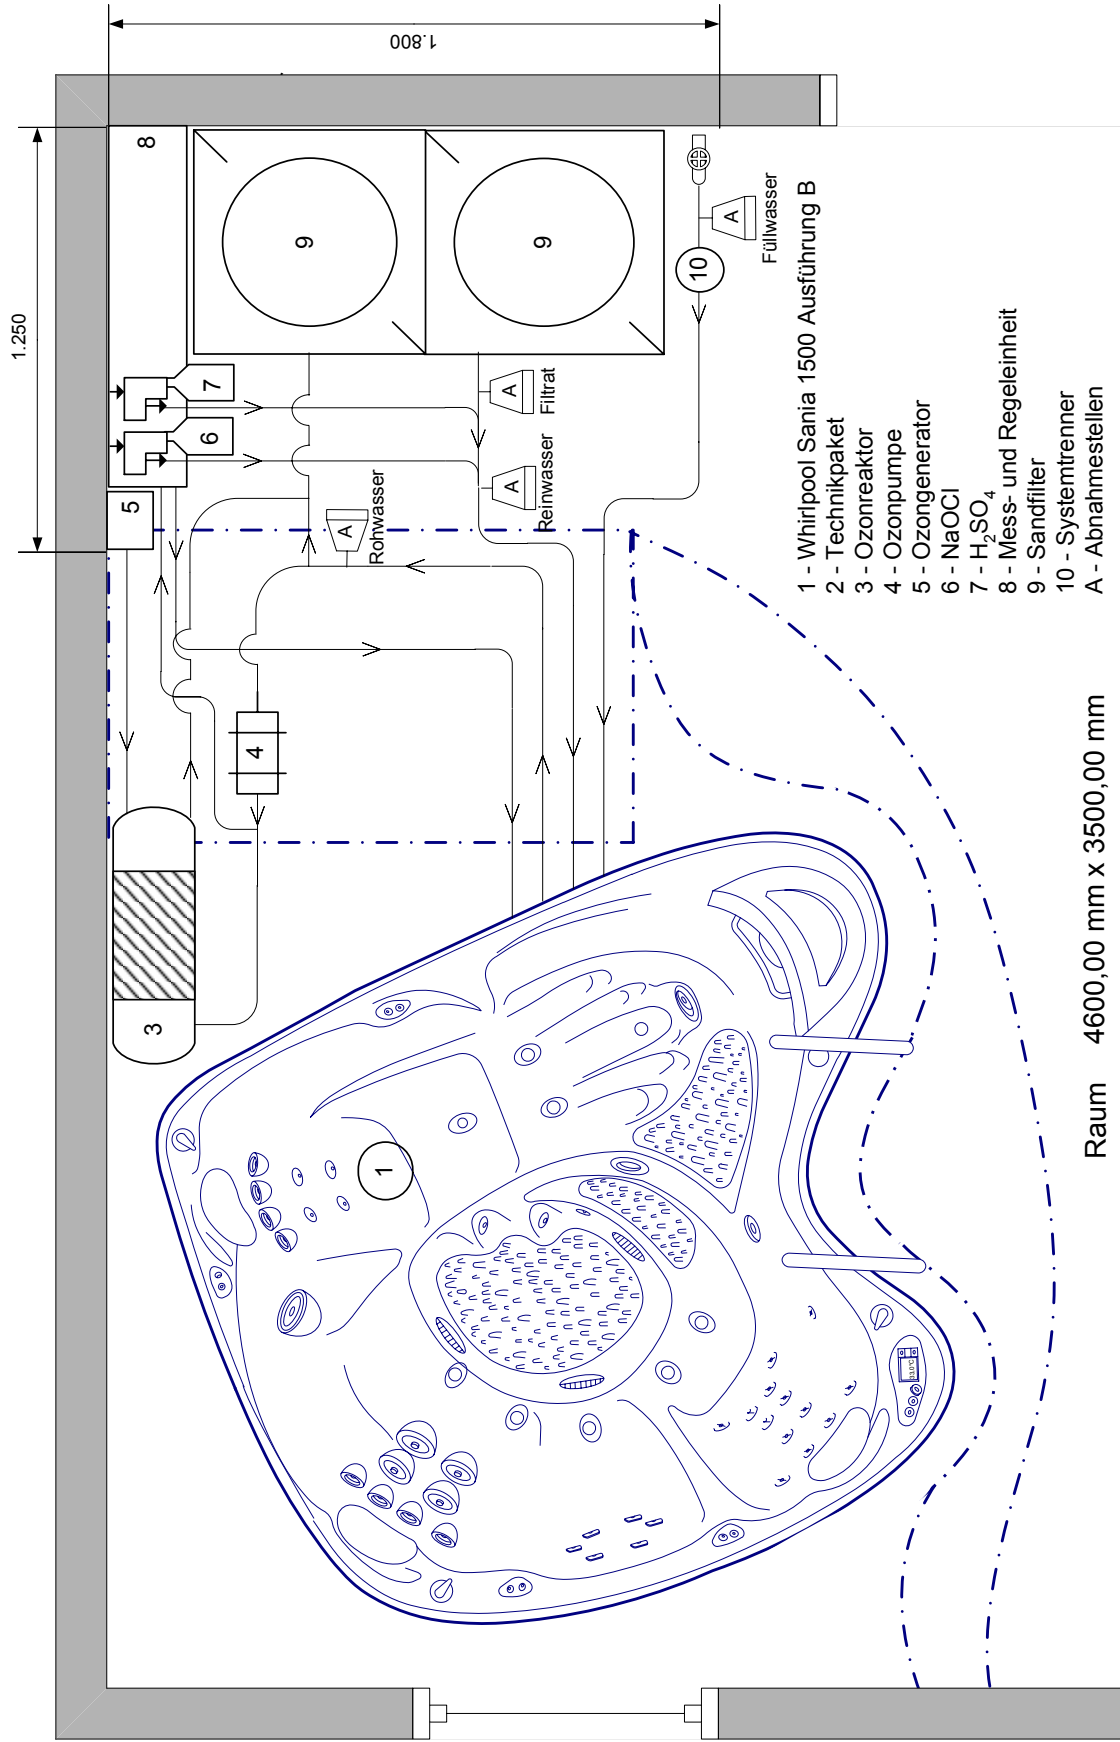 1.800
1.250
8
9
9
7
6
5
10
A
Füllwasser
A
Filtrat
A
Reinwasser
A
Rohwasser
4
3
1
33.0°C
1 - Whirlpool Sania 1500 Ausführung B
2 - Technikpaket
3 - Ozonreaktor
4 - Ozonpumpe
5 - Ozongenerator
6 - NaOCl
7 - H₂SO₄
8 - Mess- und Regeleinheit
9 - Sandfilter
10 - Systemtrenner
A - Abnahmestellen
Raum 4600,00 mm x 3500,00 mm